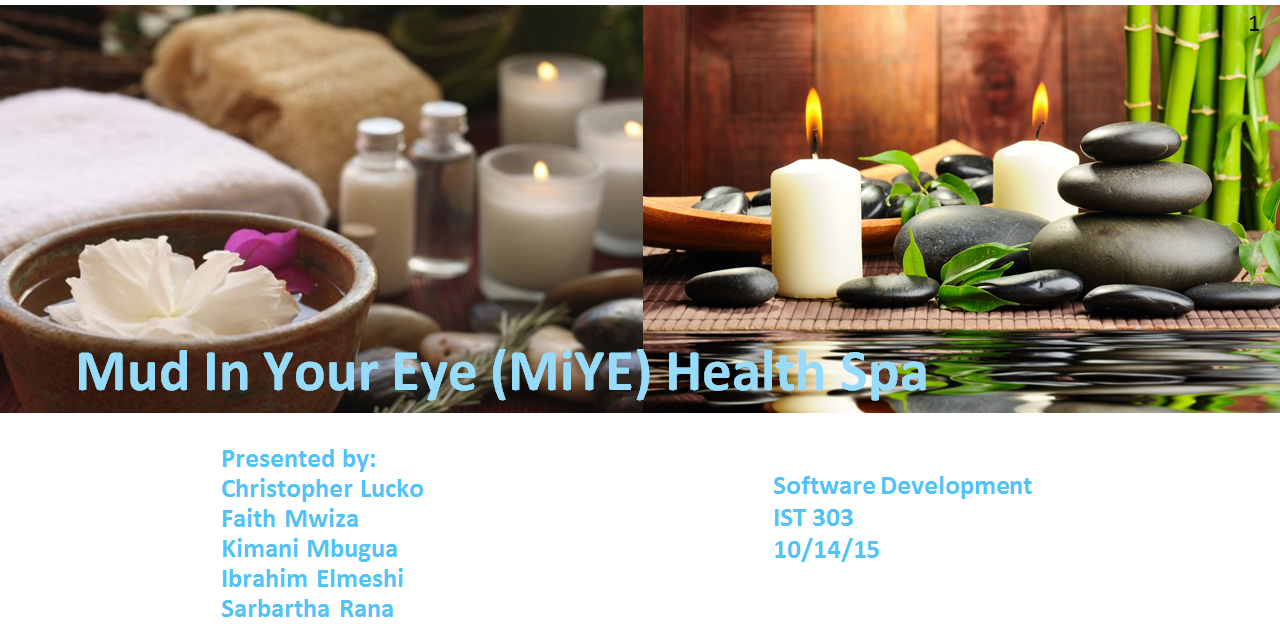 1
Mud In Your Eye (MiYE) Health Spa
Presented by:
Christopher Lucko
Faith Mwiza
Kimani Mbugua
Ibrahim Elmeshi
Sarbartha Rana
Software Development
IST 303
10/14/15